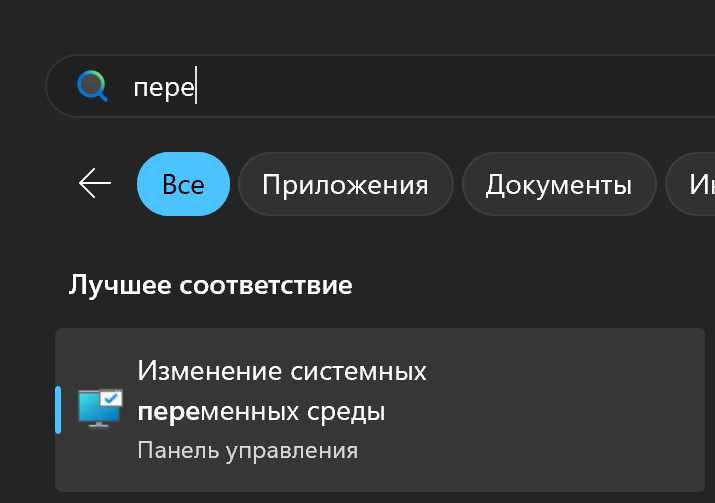 пере
Все Приложения Документы
Лучшее соответствие
Изменение системных
переменных среды
Панель управления